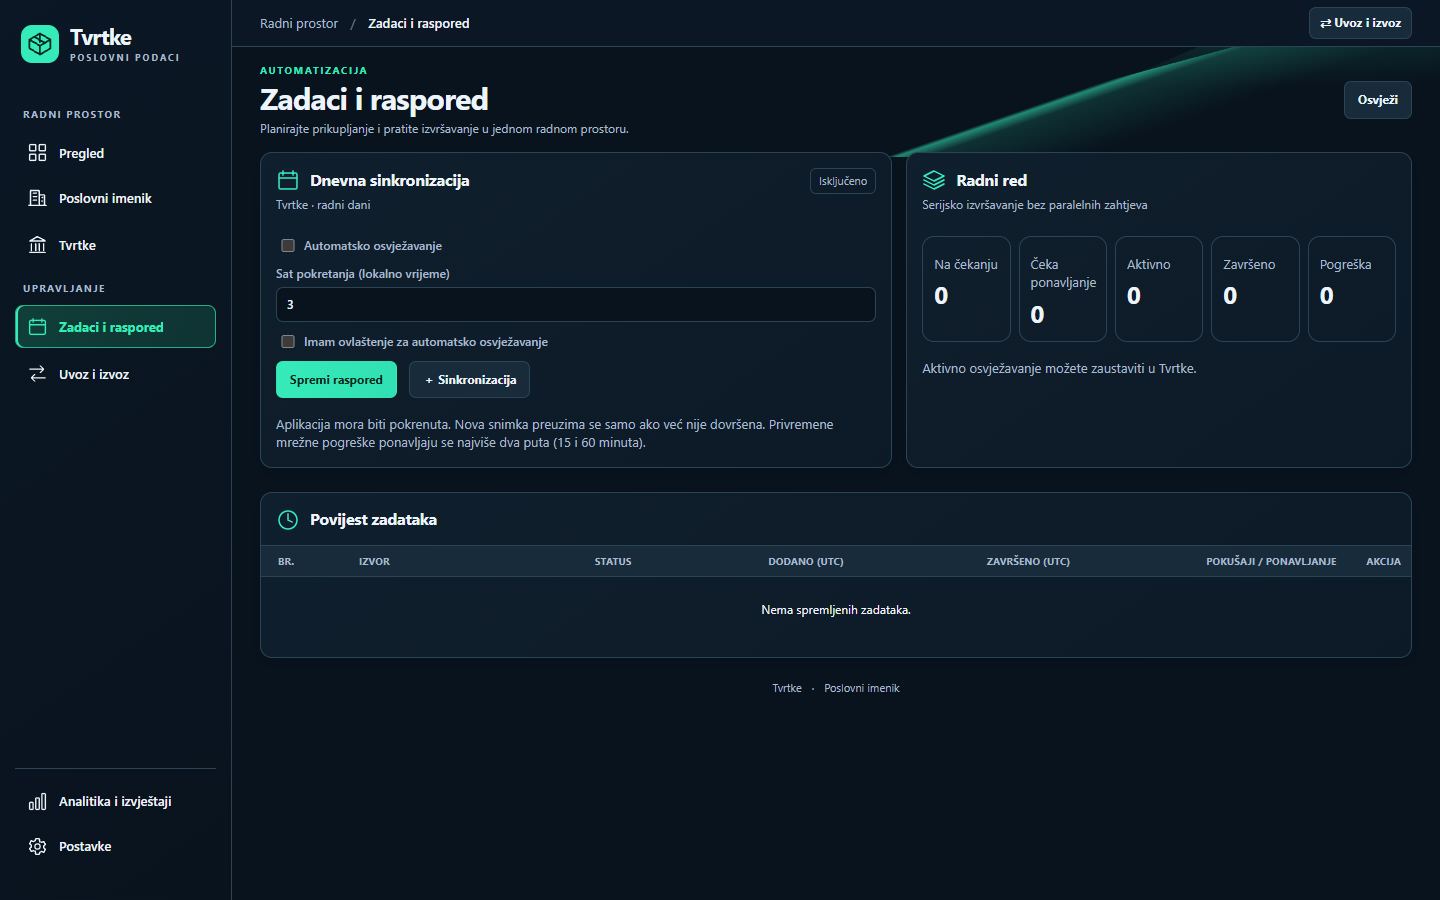 Tvrtke
POSLOVNI PODACI
RADNI PROSTOR
Pregled
Poslovni imenik
Tvrtke
UPRAVLJANJE
Zadaci i raspored
Uvoz i izvoz
Analitika i izvještaji
Postavke
Radni prostor / Zadaci i raspored
⇄ Uvoz i izvoz
AUTOMATIZACIJA
Zadaci i raspored
Planirajte prikupljanje i pratite izvršavanje u jednom radnom prostoru.
Osvježi
Dnevna sinkronizacija
Isključeno
Tvrtke · radni dani
Automatsko osvježavanje
Sat pokretanja (lokalno vrijeme)
3
Imam ovlaštenje za automatsko osvježavanje
Spremi raspored
+ Sinkronizacija
Aplikacija mora biti pokrenuta. Nova snimka preuzima se samo ako već nije dovršena. Privremene
mrežne pogreške ponavljaju se najviše dva puta (15 i 60 minuta).
Radni red
Serijsko izvršavanje bez paralelnih zahtjeva
Na čekanju
0
Čeka
ponavljanje
0
Aktivno
0
Završeno
0
Pogreška
0
Aktivno osvježavanje možete zaustaviti u Tvrtke.
Povijest zadataka
BR. IZVOR STATUS DODANO (UTC) ZAVRŠENO (UTC) POKUŠAJI / PONAVLJANJE AKCIJA
Nema spremljenih zadataka.
Tvrtke · Poslovni imenik